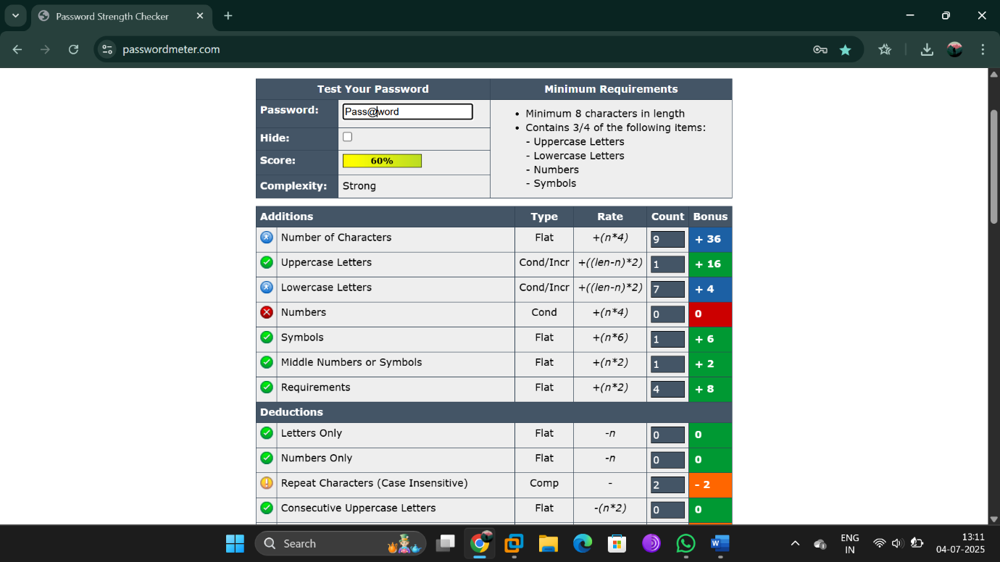 Password Strength Checker
passwordmeter.com
Test Your Password
Minimum Requirements
Password:
Pass@word
Hide:
Score:
60%
Complexity:
Strong
• Minimum 8 characters in length
• Contains 3/4 of the following items:
- Uppercase Letters
- Lowercase Letters
- Numbers
- Symbols
Additions Type Rate Count Bonus
Number of Characters Flat +(n*4) 9 + 36
Uppercase Letters Cond/Incr +((len-n)*2) 1 + 16
Lowercase Letters Cond/Incr +((len-n)*2) 7 + 4
Numbers Cond +(n*4) 0 0
Symbols Flat +(n*6) 1 + 6
Middle Numbers or Symbols Flat +(n*2) 1 + 2
Requirements Flat +(n*2) 4 + 8
Deductions
Letters Only Flat -n 0 0
Numbers Only Flat -n 0 0
Repeat Characters (Case Insensitive) Comp - 2 - 2
Consecutive Uppercase Letters Flat -(n*2) 0 0
Search
ENG
IN
13:11
04-07-2025